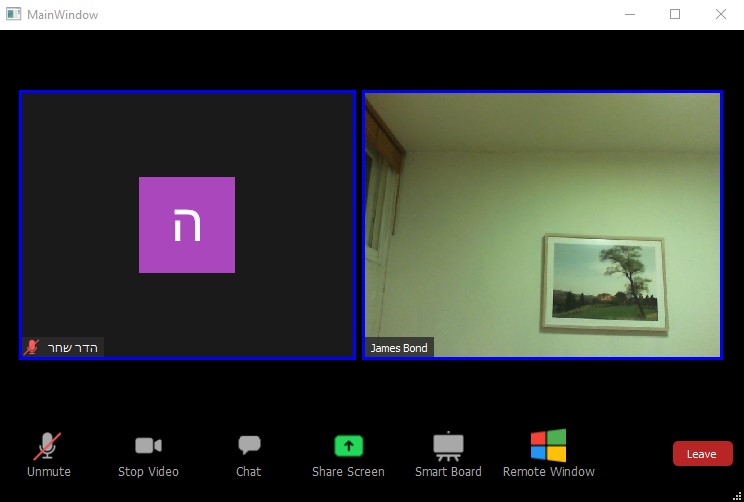 MainWindow
ה
הדר שחר
James Bond
Unmute
Stop Video
Chat
Share Screen
Smart Board
Remote Window
Leave